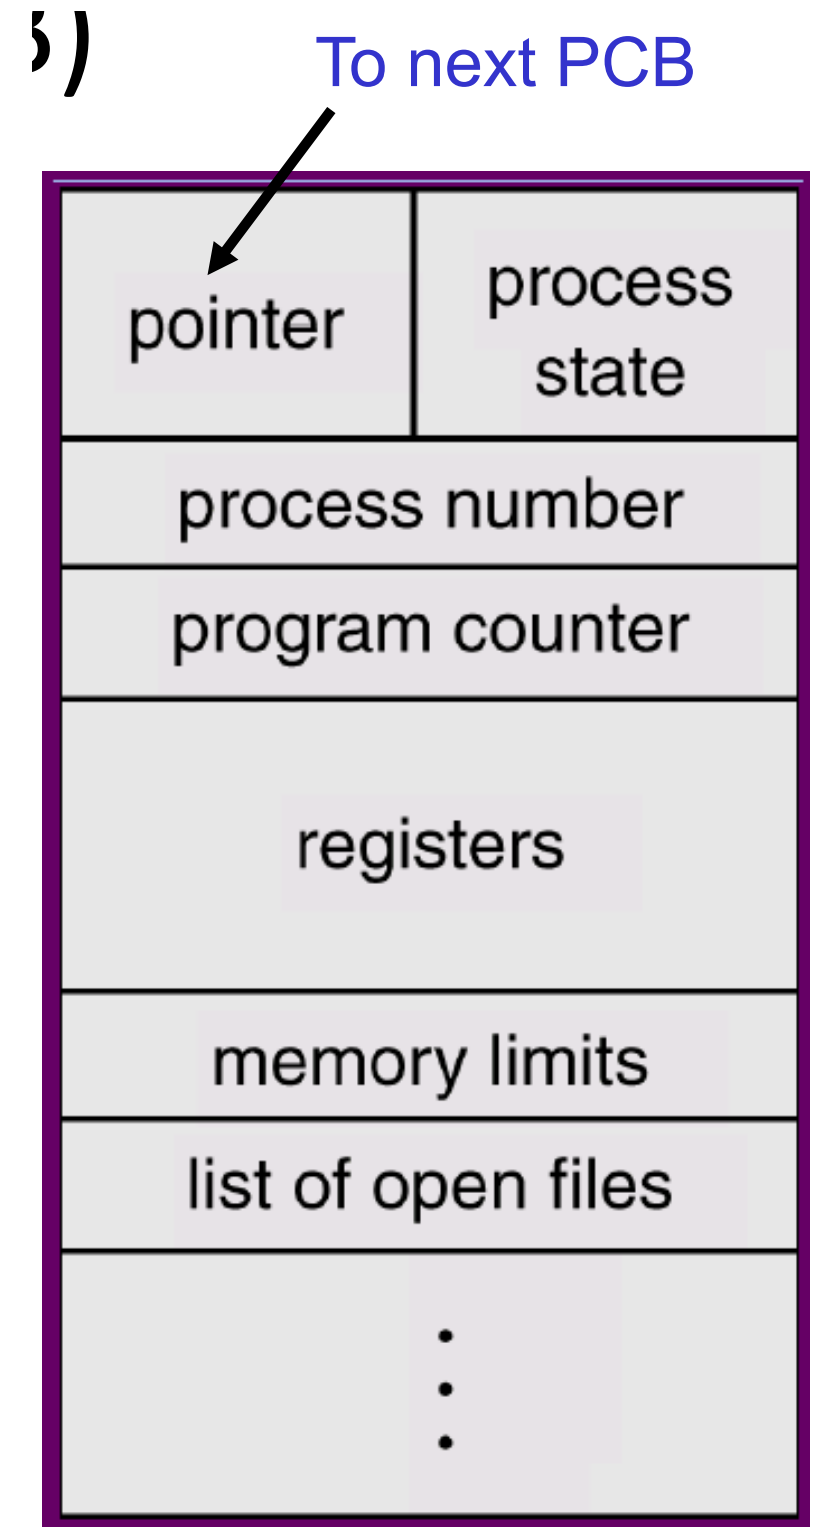 )
To next PCB
pointer
process
state
process number
program counter
registers
memory limits
list of open files